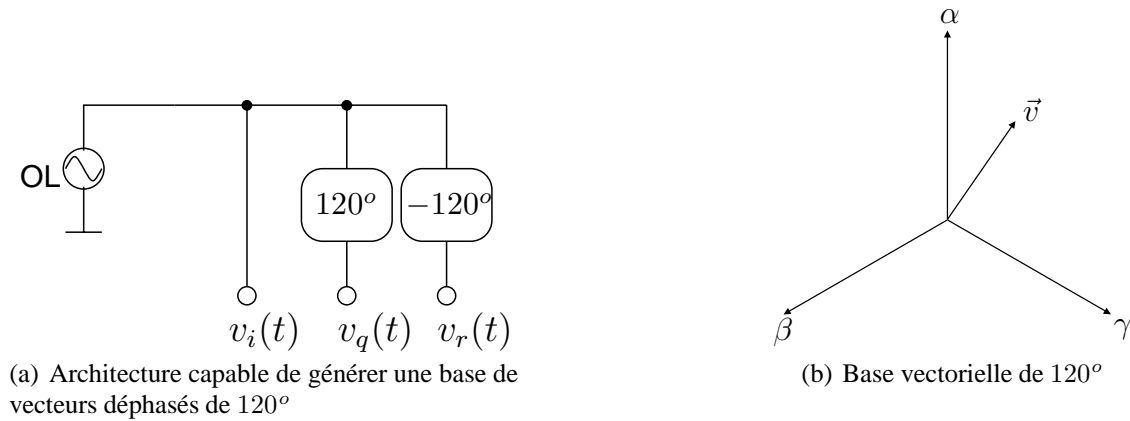 OL
120°
−120°
v_i(t)
v_q(t)
v_r(t)
(a) Architecture capable de générer une base de
vecteurs déphasés de 120°
α
v⃗
β
γ
(b) Base vectorielle de 120°